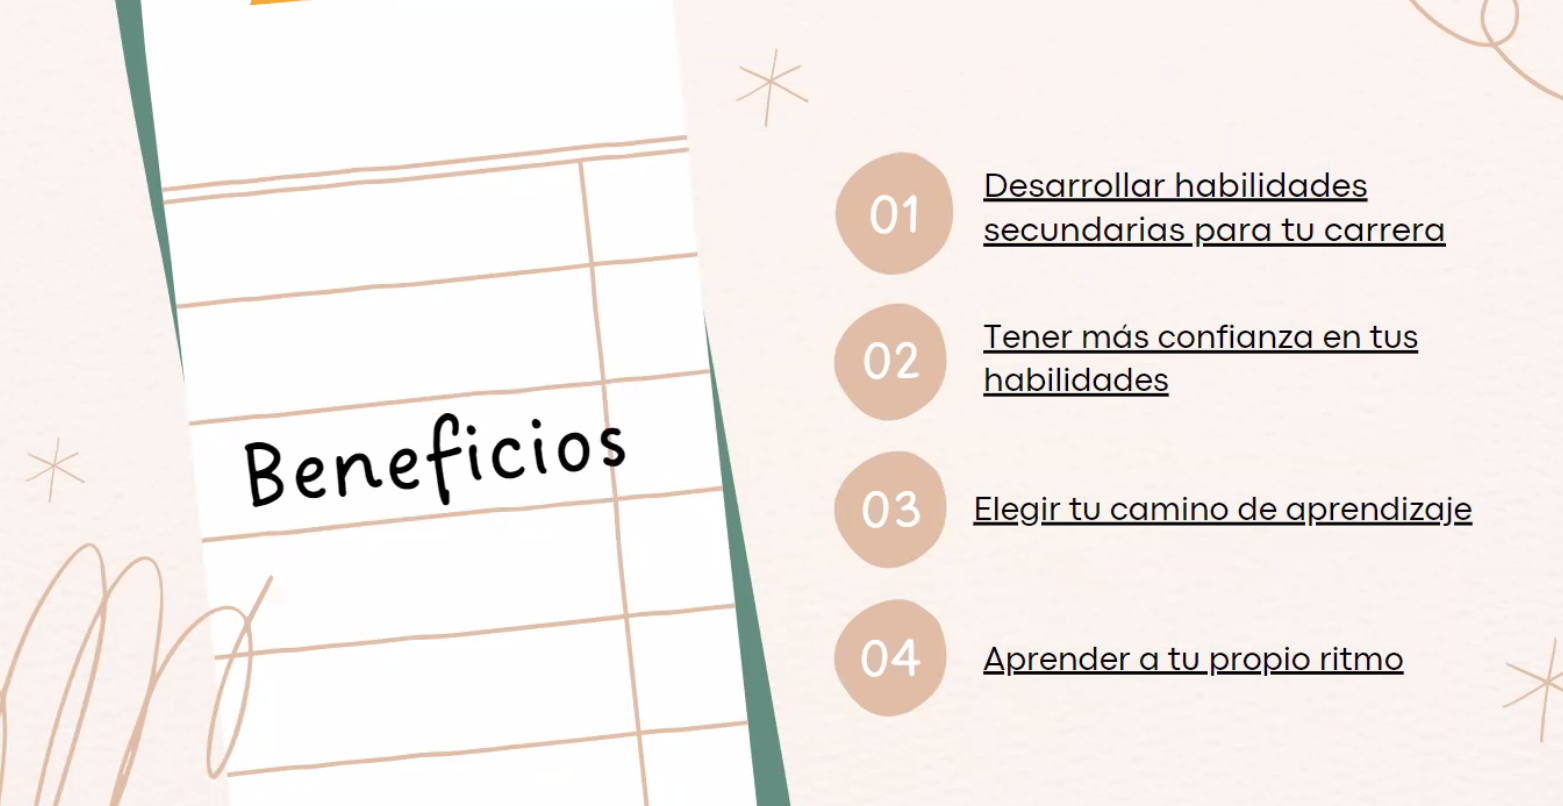 Beneficios
01
Desarrollar habilidades
secundarias para tu carrera
02
Tener más confianza en tus
habilidades
03
Elegir tu camino de aprendizaje
04
Aprender a tu propio ritmo